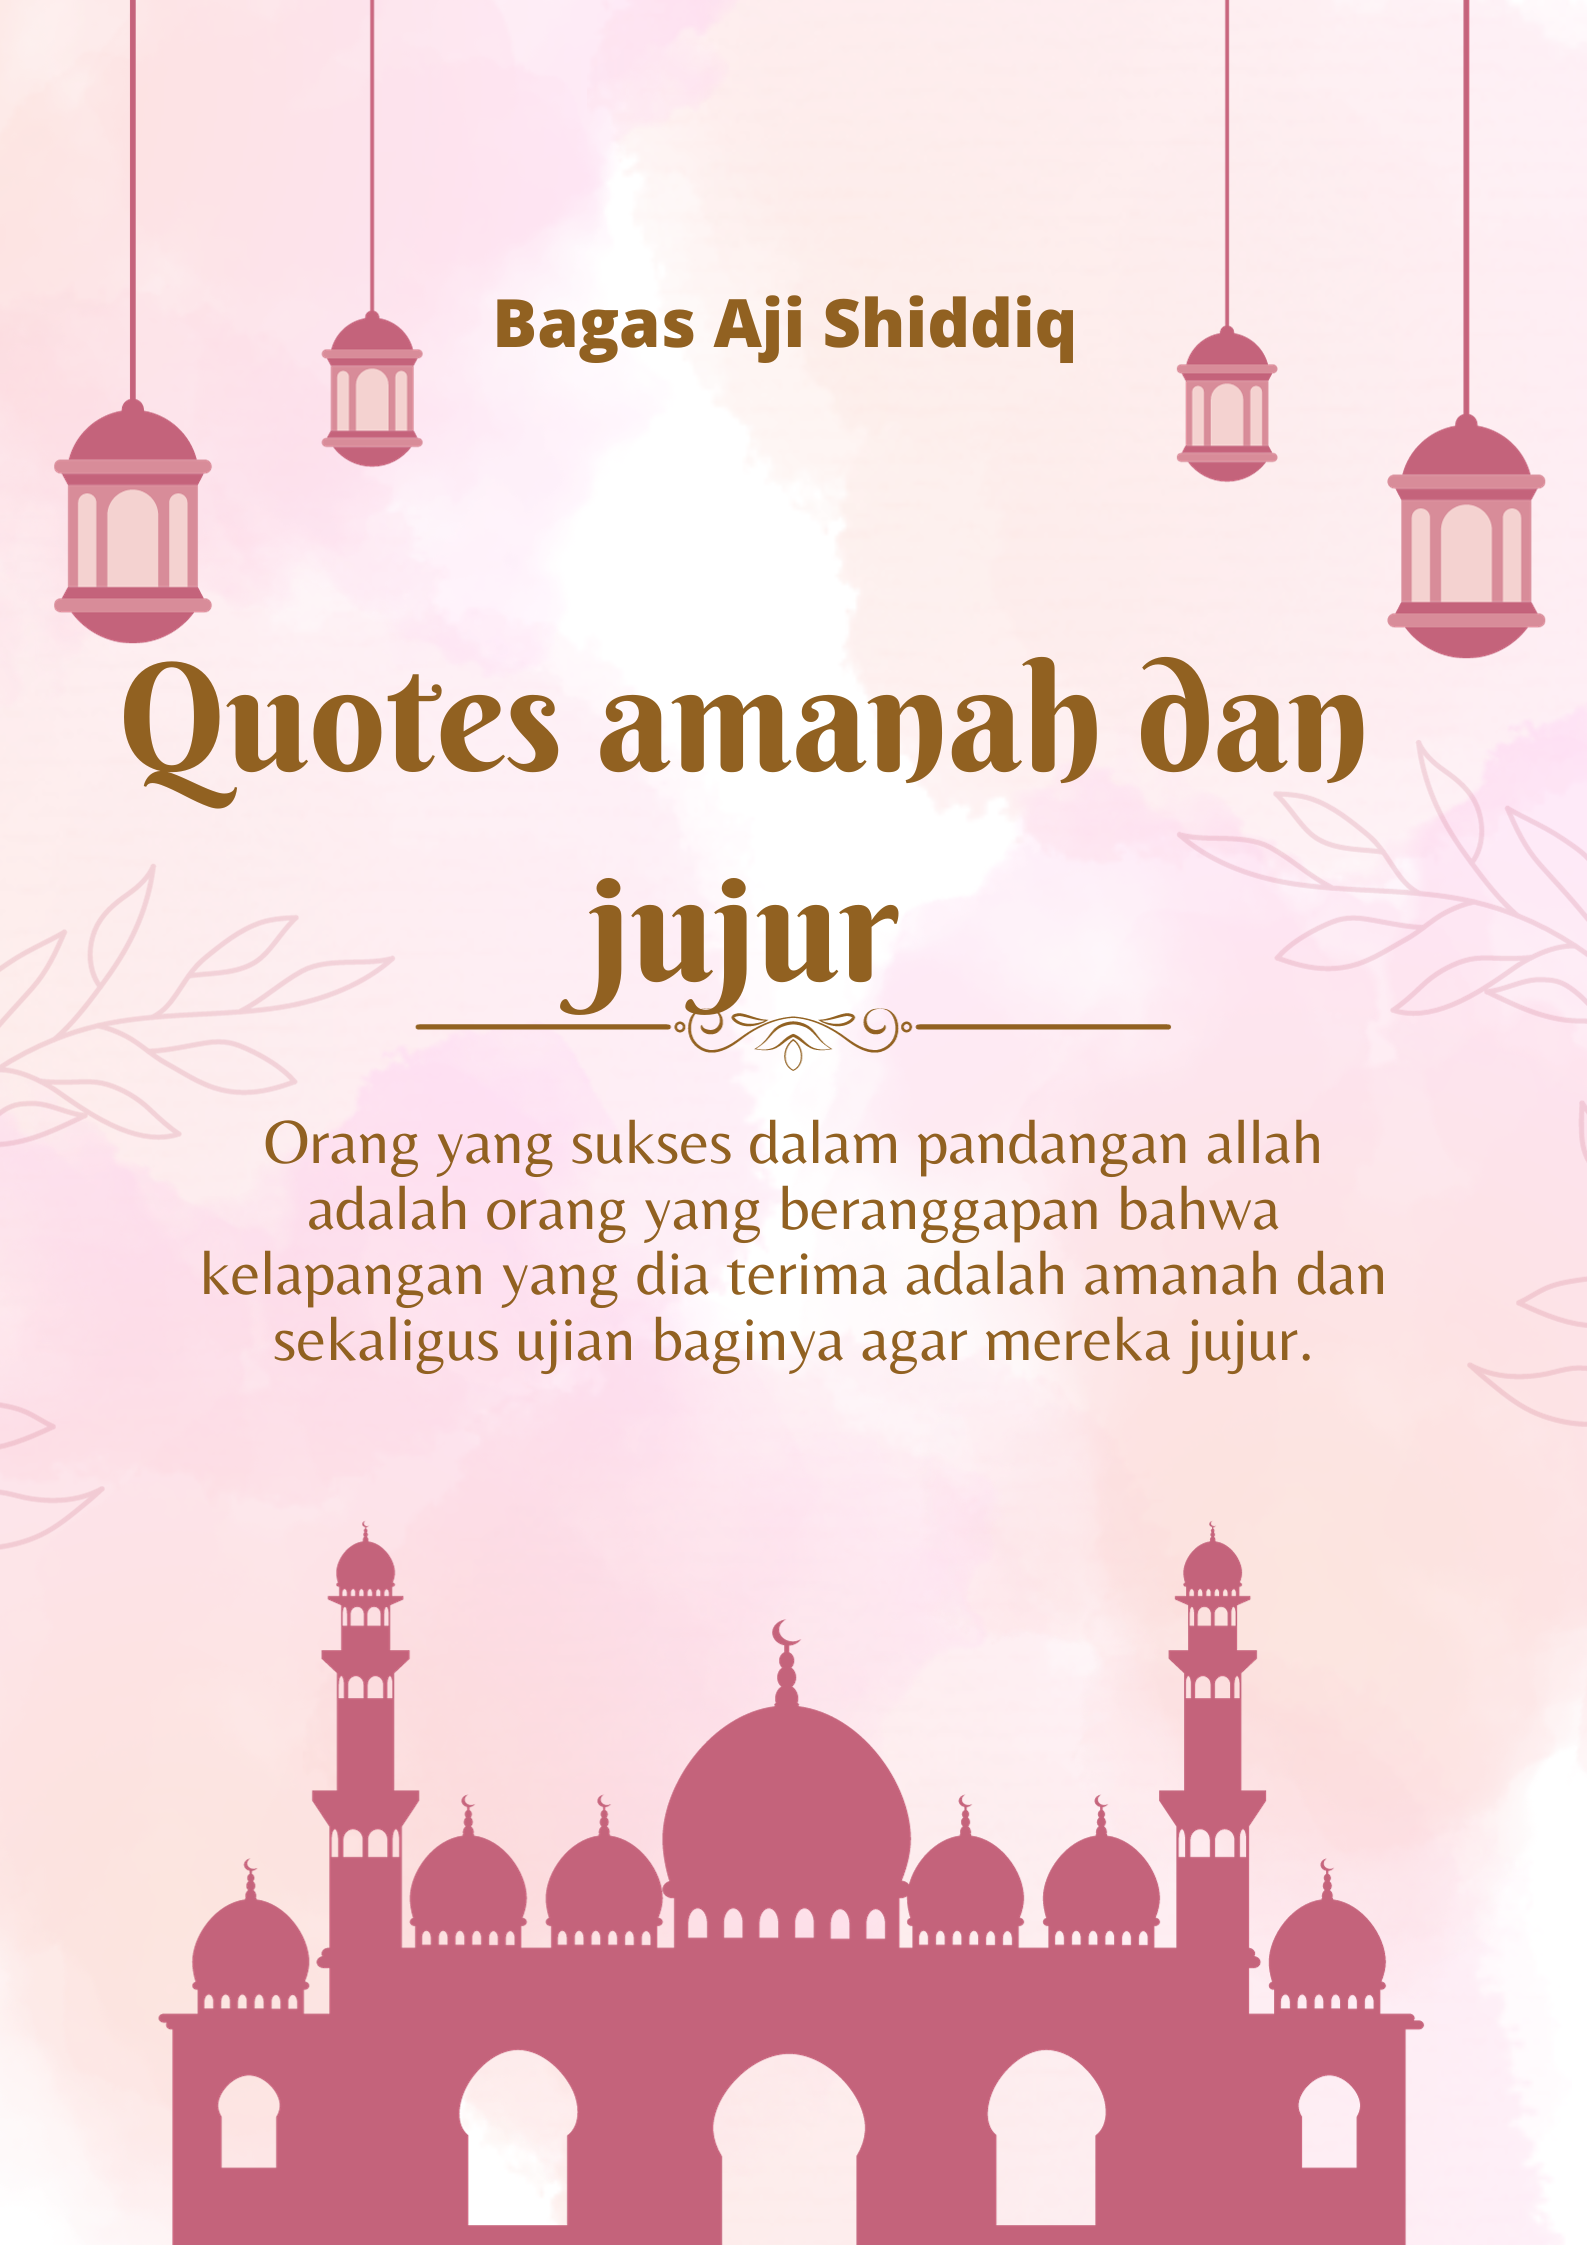 Bagas Aji Shiddiq
Quotes amanah dan
jujur
Orang yang sukses dalam pandangan allah
adalah orang yang beranggapan bahwa
kelapangan yang dia terima adalah amanah dan
sekaligus ujian baginya agar mereka jujur.